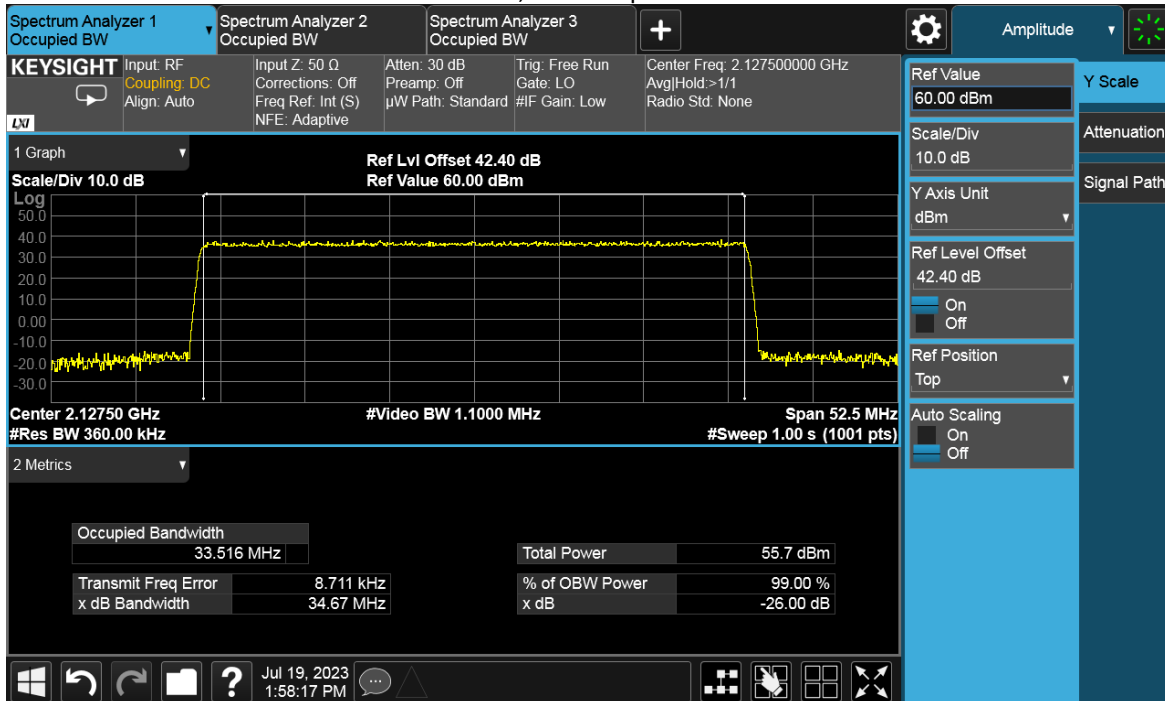 Spectrum Analyzer 1
Occupied BW
Spectrum Analyzer 2
Occupied BW
Spectrum Analyzer 3
Occupied BW
+
Amplitude
KEYSIGHT
LXI
Input: RF
Coupling: DC
Align: Auto
Input Z: 50 Ω
Corrections: Off
Freq Ref: Int (S)
NFE: Adaptive
Atten: 30 dB
Preamp: Off
µW Path: Standard
Trig: Free Run
Gate: LO
#IF Gain: Low
Center Freq: 2.127500000 GHz
Avg|Hold:>1/1
Radio Std: None
1 Graph
Scale/Div 10.0 dB
Ref Lvl Offset 42.40 dB
Ref Value 60.00 dBm
Log
50.0
40.0
30.0
20.0
10.0
0.00
-10.0
-20.0
-30.0
Center 2.12750 GHz
#Res BW 360.00 kHz
#Video BW 1.1000 MHz
Span 52.5 MHz
#Sweep 1.00 s (1001 pts)
2 Metrics
Occupied Bandwidth
33.516 MHz
Total Power 55.7 dBm
Transmit Freq Error 8.711 kHz
% of OBW Power 99.00 %
x dB Bandwidth 34.67 MHz
x dB -26.00 dB
?
Jul 19, 2023
1:58:17 PM
Ref Value
60.00 dBm
Scale/Div
10.0 dB
Y Axis Unit
dBm
Ref Level Offset
42.40 dB
On
Off
Ref Position
Top
Auto Scaling
On
Off
Y Scale
Attenuation
Signal Path